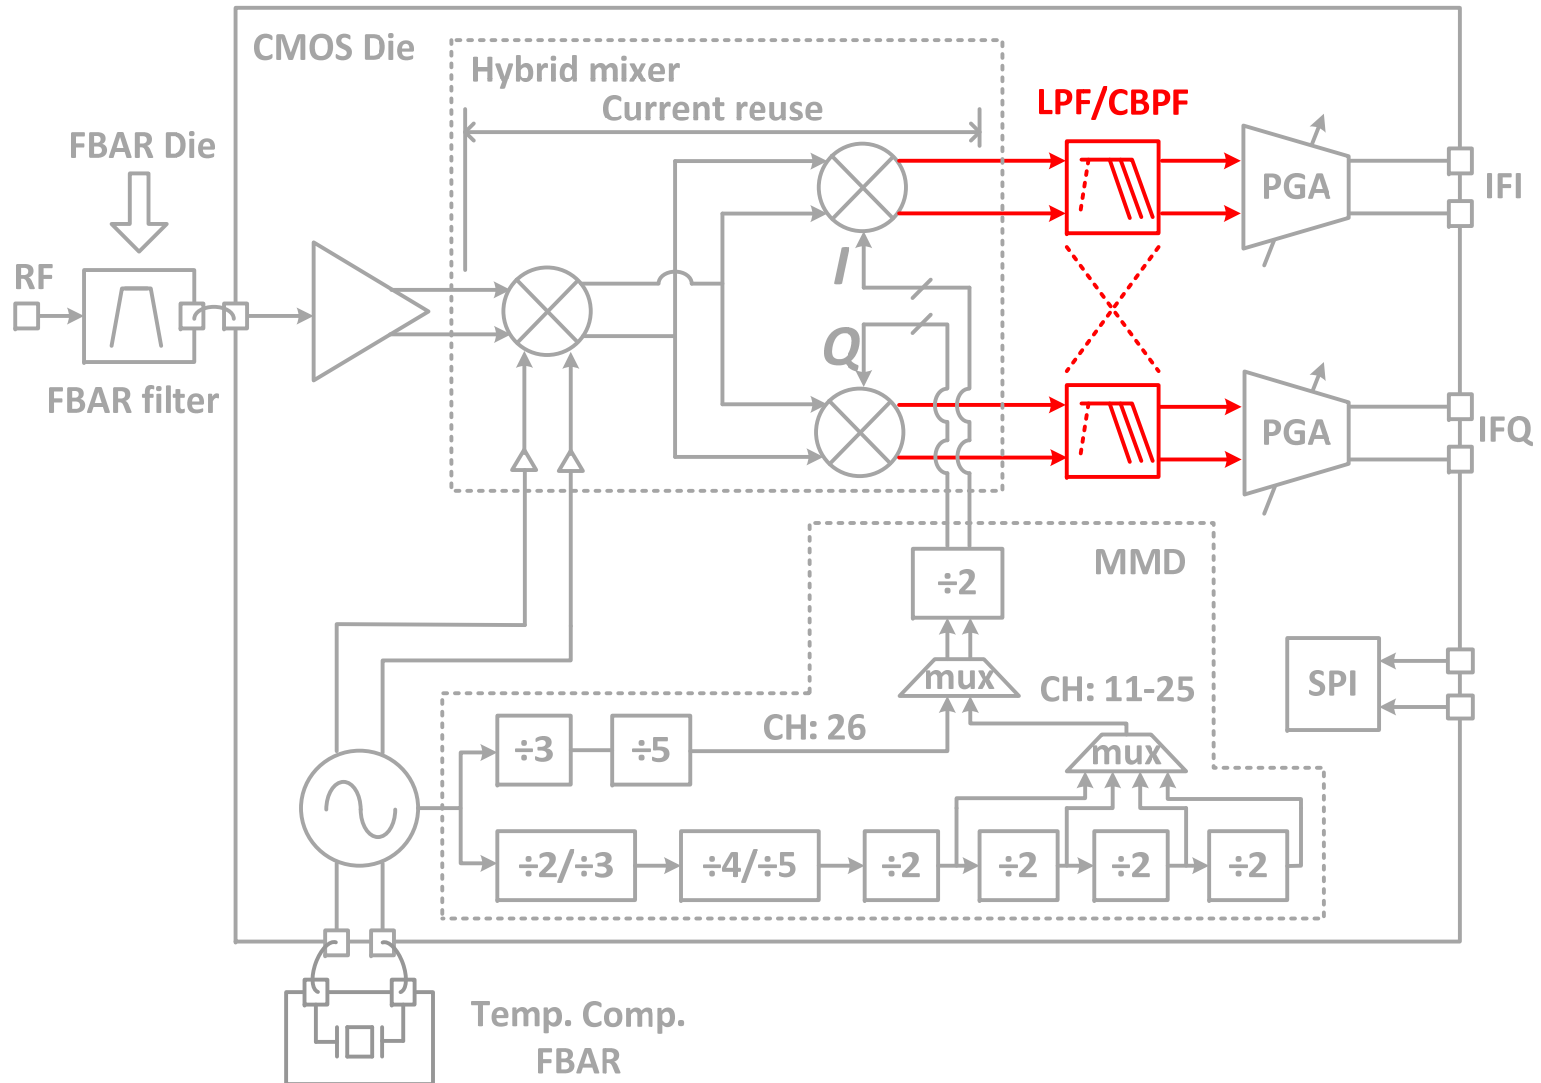 CMOS Die
Hybrid mixer
Current reuse
LPF/CBPF
FBAR Die
PGA
IFI
RF
I
Q
FBAR filter
PGA
IFQ
MMD
÷2
mux
CH: 11-25
SPI
CH: 26
÷3
÷5
mux
÷2/÷3
÷4/÷5
÷2
÷2
÷2
÷2
Temp. Comp.
FBAR